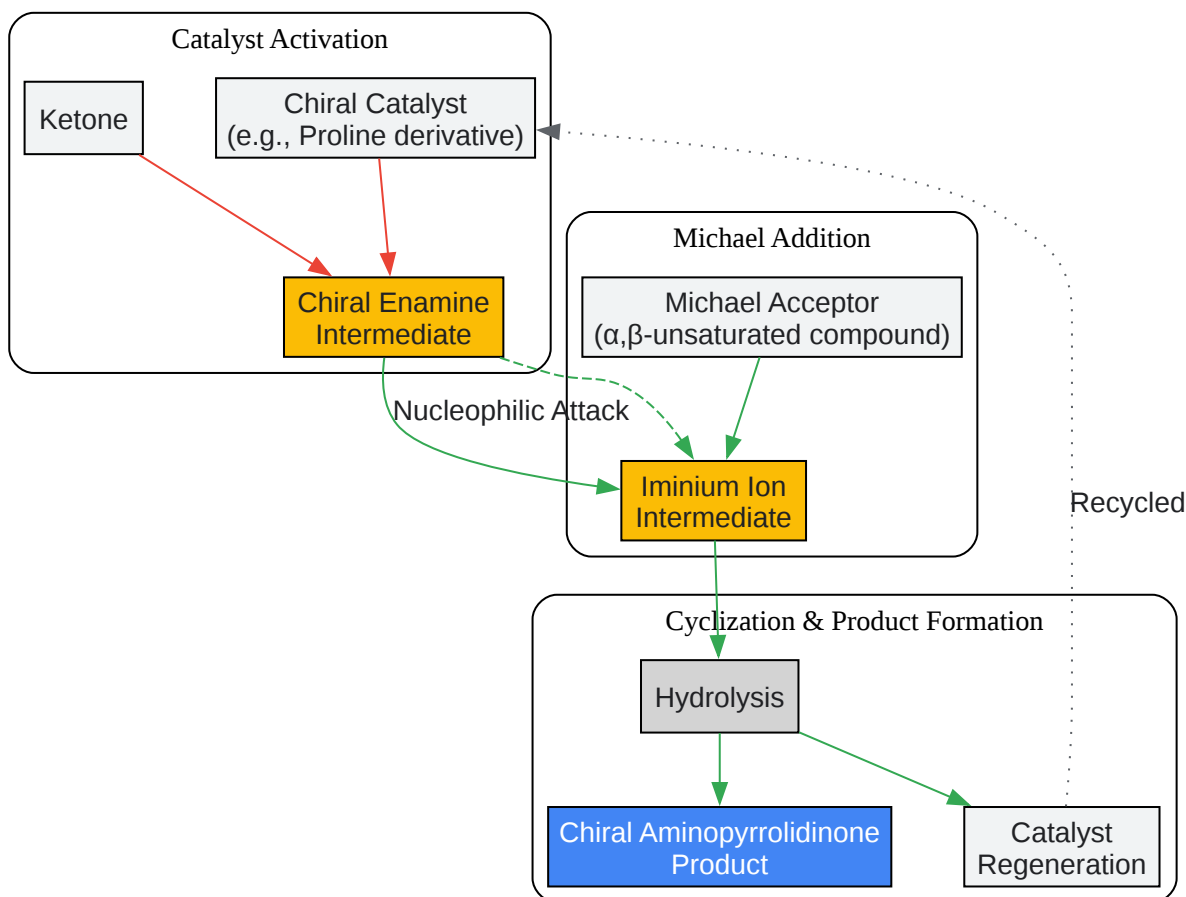 Catalyst Activation
Ketone
Chiral Catalyst
(e.g., Proline derivative)
Chiral Enamine
Intermediate
Michael Addition
Michael Acceptor
(α,β-unsaturated compound)
Nucleophilic Attack
Iminium Ion
Intermediate
Recycled
Cyclization & Product Formation
Hydrolysis
Chiral Aminopyrrolidinone
Product
Catalyst
Regeneration